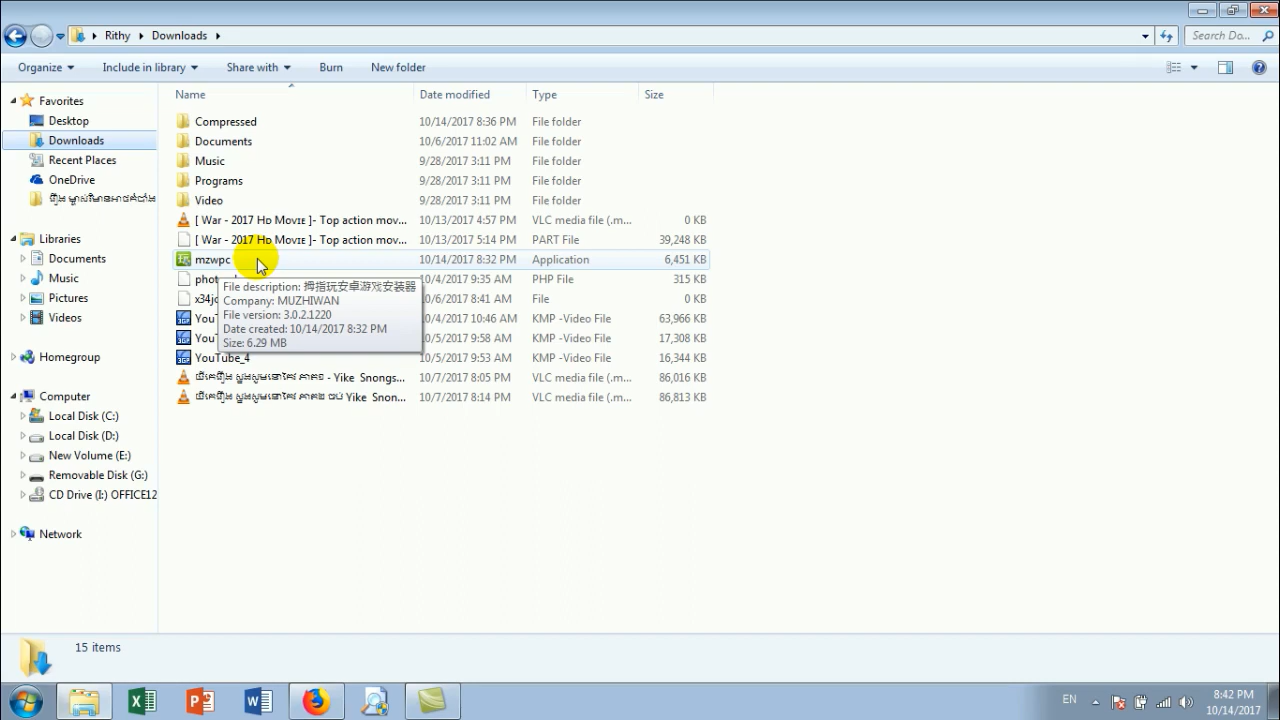 Rithy Downloads
Search Do...
Organize Include in library Share with Burn New folder
Name Date modified Type Size
Favorites
Desktop
Downloads
Recent Places
OneDrive
Libraries
Documents
Music
Pictures
Videos
Homegroup
Computer
Local Disk (C:)
Local Disk (D:)
New Volume (E:)
Removable Disk (G:)
CD Drive (I:) OFFICE12
Network
Compressed 10/14/2017 8:36 PM File folder
Documents 10/6/2017 11:02 AM File folder
Music 9/28/2017 3:11 PM File folder
Programs 9/28/2017 3:11 PM File folder
Video 9/28/2017 3:11 PM File folder
[ War - 2017 Hᴅ Mᴏᴠɪᴇ ]- Top action mov... 10/13/2017 4:57 PM VLC media file (.m... 0 KB
[ War - 2017 Hᴅ Mᴏᴠɪᴇ ]- Top action mov... 10/13/2017 5:14 PM PART File 39,248 KB
mzwpc 10/14/2017 8:32 PM Application 6,451 KB
10/4/2017 9:35 AM PHP File 315 KB
10/6/2017 8:41 AM File 0 KB
10/4/2017 10:46 AM KMP -Video File 63,966 KB
10/5/2017 9:58 AM KMP -Video File 17,308 KB
YouTube_4 10/5/2017 9:53 AM KMP -Video File 16,344 KB
- Yike Snongs... 10/7/2017 8:05 PM VLC media file (.m... 86,016 KB
Yike Snon... 10/7/2017 8:14 PM VLC media file (.m... 86,813 KB
File description: 拇指玩安卓游戏安装器
Company: MUZHIWAN
File version: 3.0.2.1220
Date created: 10/14/2017 8:32 PM
Size: 6.29 MB
15 items
EN
8:42 PM
10/14/2017